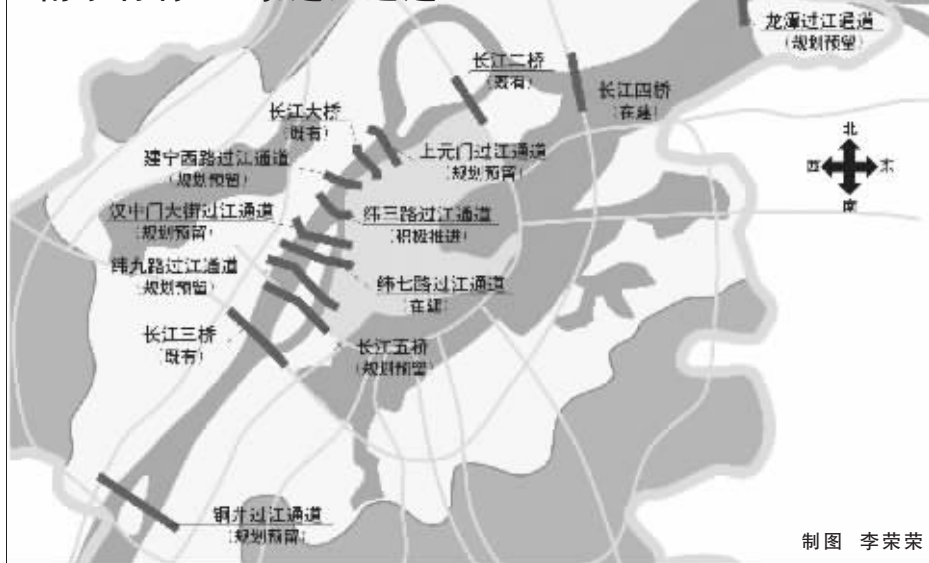 龙潭过江通道
(规划预留)
长江二桥
(既有)
长江四桥
(在建)
长江大桥
(既有)
上元门过江通道
(规划预留)
建宁西路过江通道
(规划预留)
北
西
东
南
汉中门大街过江通道
(规划预留)
纬三路过江通道
(积极推进)
纬九路过江通道
(规划预留)
纬七路过江通道
(在建)
长江三桥
(既有)
长江五桥
(规划预留)
铜井过江通道
(规划预留)
制图 李荣荣